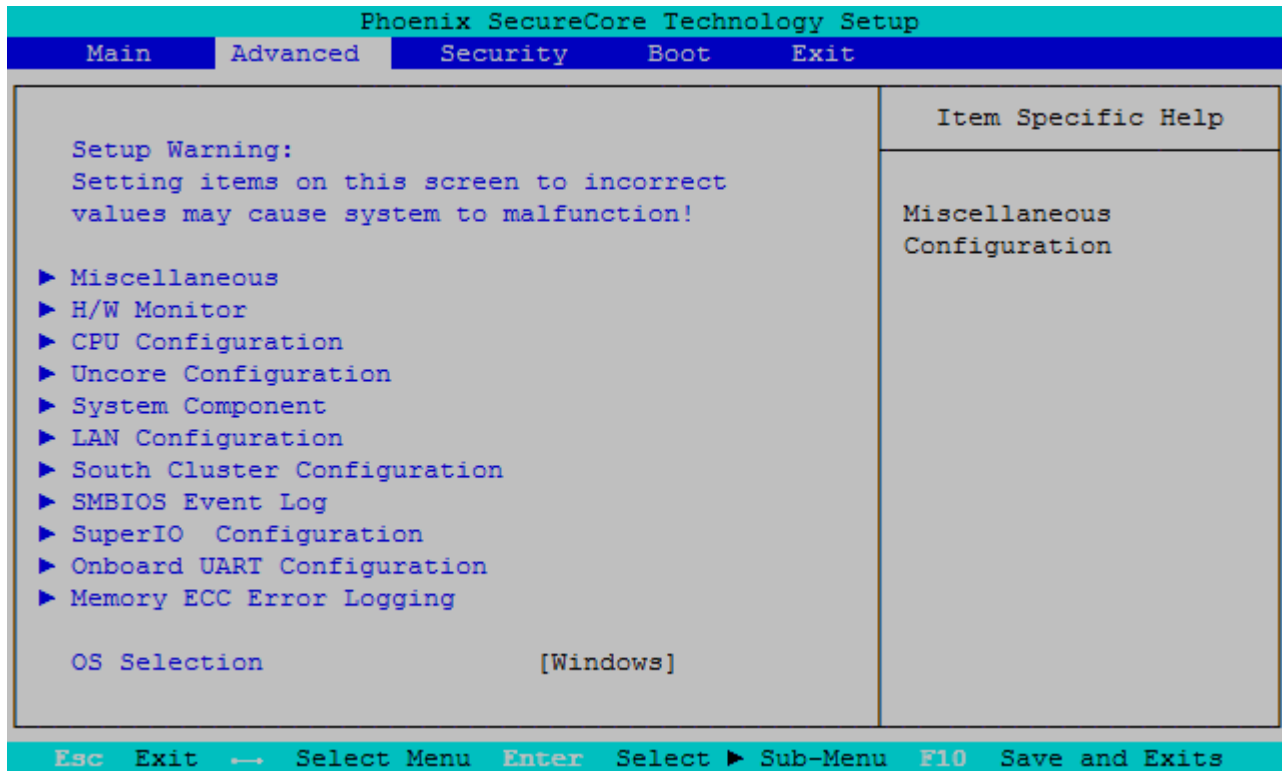 Phoenix SecureCore Technology Setup
Main Advanced Security Boot Exit
Setup Warning:
Setting items on this screen to incorrect
values may cause system to malfunction!
▶ Miscellaneous
▶ H/W Monitor
▶ CPU Configuration
▶ Uncore Configuration
▶ System Component
▶ LAN Configuration
▶ South Cluster Configuration
▶ SMBIOS Event Log
▶ SuperIO  Configuration
▶ Onboard UART Configuration
▶ Memory ECC Error Logging
OS Selection [Windows]
Item Specific Help
Miscellaneous
Configuration
Esc Exit ←→ Select Menu Enter Select ▶ Sub-Menu F10 Save and Exits